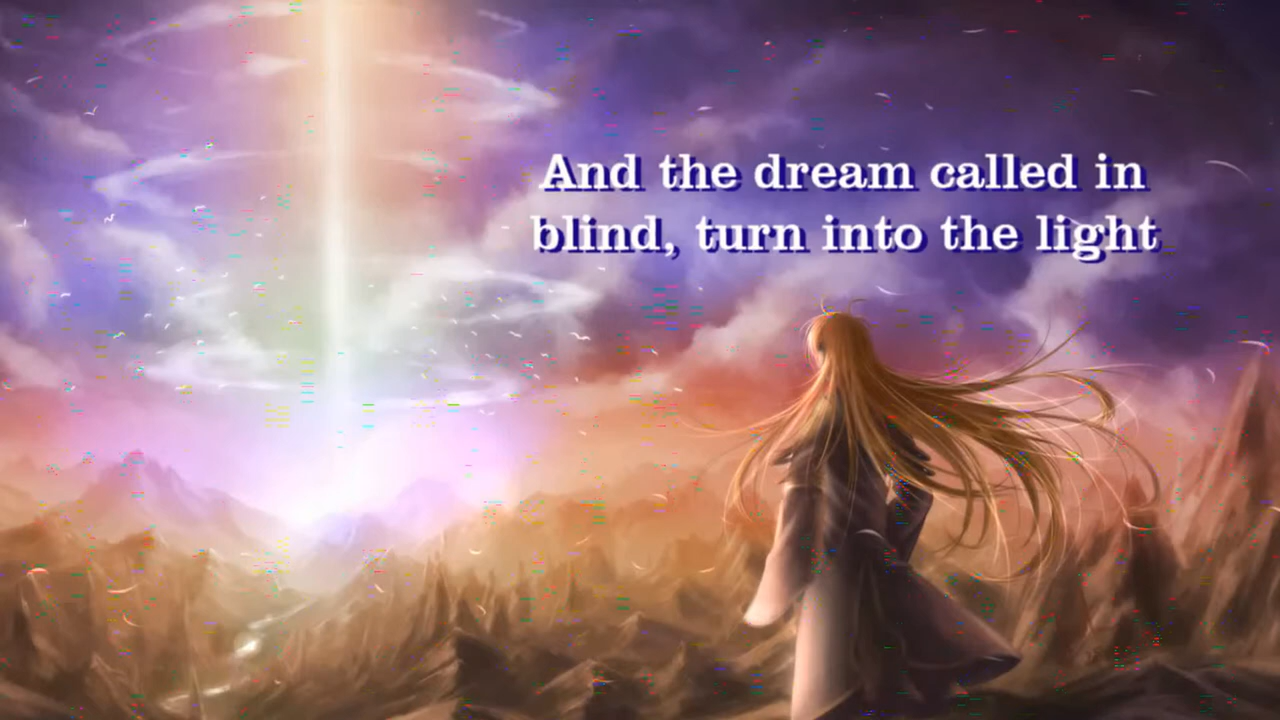 And the dream called in
blind, turn into the light